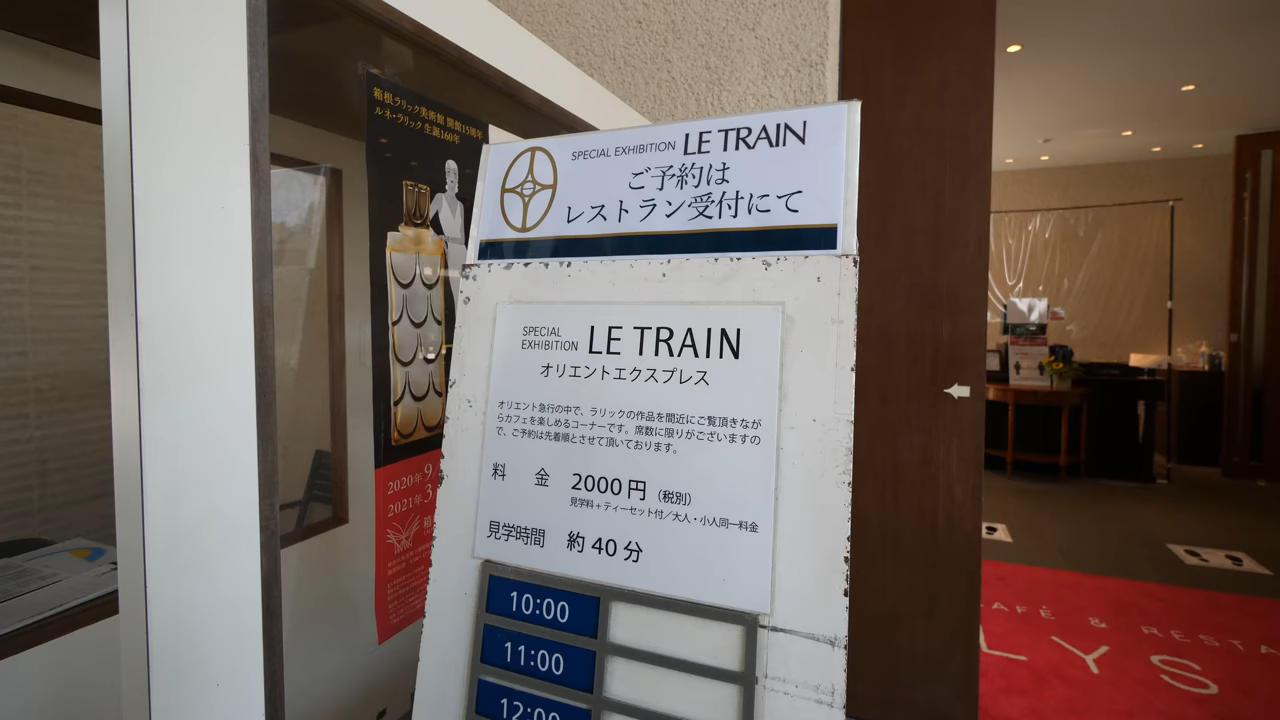 箱根ラリック美術館 開館15周年
ルネ・ラリック 生誕160年
2020年9
2021年3
箱
SPECIAL EXHIBITION LE TRAIN
ご予約は
レストラン受付にて
SPECIAL EXHIBITION LE TRAIN
オリエントエクスプレス
オリエント急行の中で、ラリックの作品を間近にご覧頂きなが
らカフェを楽しめるコーナーです。席数に限りがございますの
で、ご予約は先着順とさせて頂いております。
料 金 2000円(税別)
見学料+ティーセット付/大人・小人同一料金
見学時間 約40分
10:00
11:00
12:00
CAFÉ & RESTA
LYS